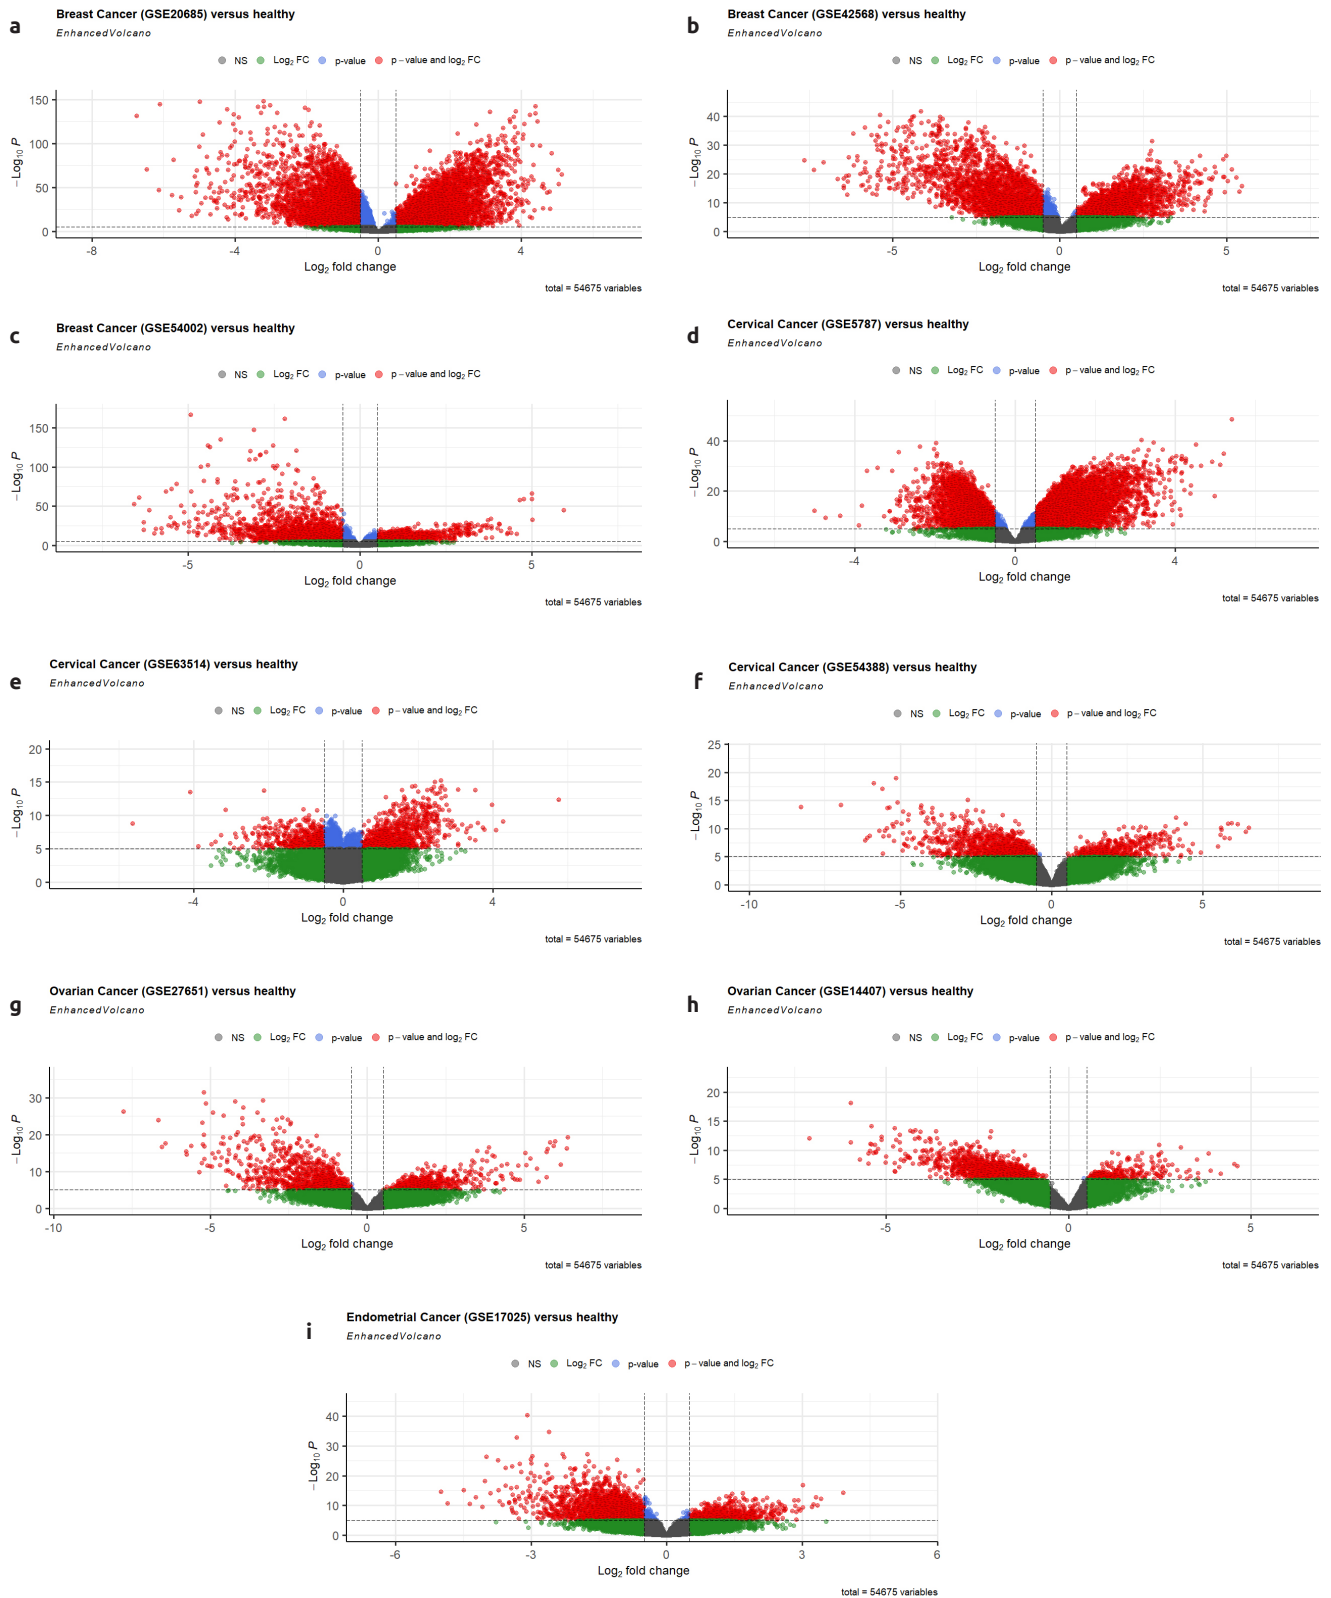 a
Breast Cancer (GSE20685) versus healthy
EnhancedVolcano
NS Log2 FC p-value p − value and log2 FC
150
100
50
0
− Log10 P
-8 -4 0 4
Log2 fold change
total = 54675 variables
b
Breast Cancer (GSE42568) versus healthy
EnhancedVolcano
NS Log2 FC p-value p − value and log2 FC
40
30
20
10
0
− Log10 P
-5 0 5
Log2 fold change
total = 54675 variables
c
Breast Cancer (GSE54002) versus healthy
EnhancedVolcano
NS Log2 FC p-value p − value and log2 FC
150
100
50
0
− Log10 P
-5 0 5
Log2 fold change
total = 54675 variables
d
Cervical Cancer (GSE5787) versus healthy
EnhancedVolcano
NS Log2 FC p-value p − value and log2 FC
40
20
0
− Log10 P
-4 0 4
Log2 fold change
total = 54675 variables
e
Cervical Cancer (GSE63514) versus healthy
EnhancedVolcano
NS Log2 FC p-value p − value and log2 FC
20
15
10
5
0
− Log10 P
-4 0 4
Log2 fold change
total = 54675 variables
f
Cervical Cancer (GSE54388) versus healthy
EnhancedVolcano
NS Log2 FC p-value p − value and log2 FC
25
20
15
10
5
0
− Log10 P
-10 -5 0 5
Log2 fold change
total = 54675 variables
g
Ovarian Cancer (GSE27651) versus healthy
EnhancedVolcano
NS Log2 FC p-value p − value and log2 FC
30
20
10
0
− Log10 P
-10 -5 0 5
Log2 fold change
total = 54675 variables
h
Ovarian Cancer (GSE14407) versus healthy
EnhancedVolcano
NS Log2 FC p-value p − value and log2 FC
20
15
10
5
0
− Log10 P
-5 0 5
Log2 fold change
total = 54675 variables
i
Endometrial Cancer (GSE17025) versus healthy
EnhancedVolcano
NS Log2 FC p-value p − value and log2 FC
40
30
20
10
0
− Log10 P
-6 -3 0 3 6
Log2 fold change
total = 54675 variables